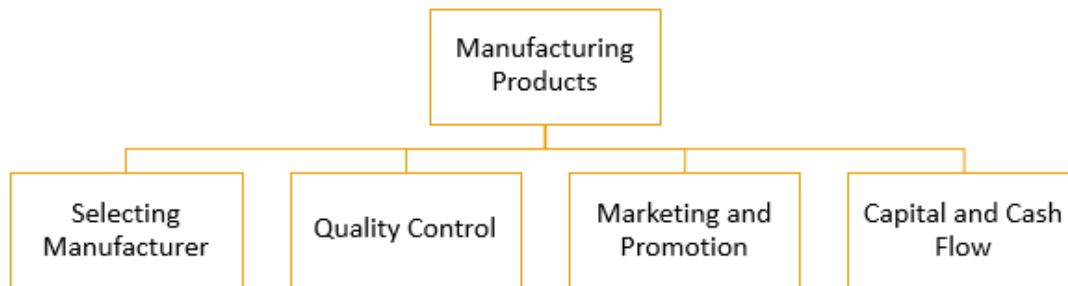 Manufacturing
Products
Selecting
Manufacturer
Quality Control
Marketing and
Promotion
Capital and Cash
Flow